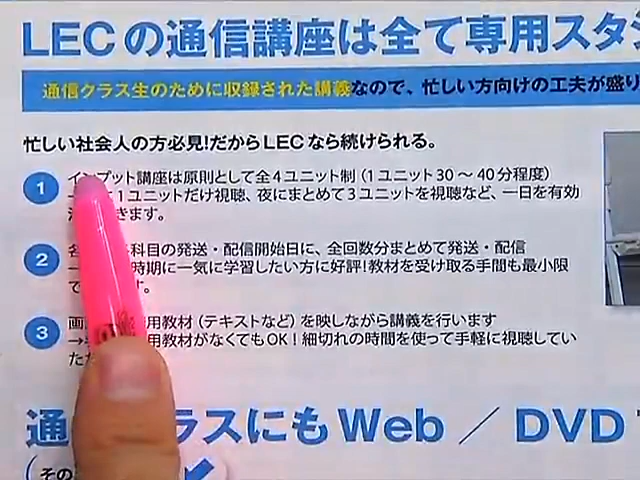 LECの通信講座は全て専用スタ
通信クラス生のために収録された講義なので、忙しい方向けの工夫が盛り
忙しい社会人の方必見!だからLECなら続けられる。
1 インプット講座は原則として全4ユニット制(1ユニット30～40分程度)
1ユニットだけ視聴、夜にまとめて3ユニットを視聴など、一日を有効
きます。
2 各 科目の発送・配信開始日に、全回数分まとめて発送・配信
時期に一気に学習したい方に好評!教材を受け取る手間も最小限
で す。
3 画 用教材(テキストなど)を映しながら講義を行います
→ 用教材がなくてもOK!細切れの時間を使って手軽に視聴してい
ただ
通 クラスにもWeb／DVD
(その